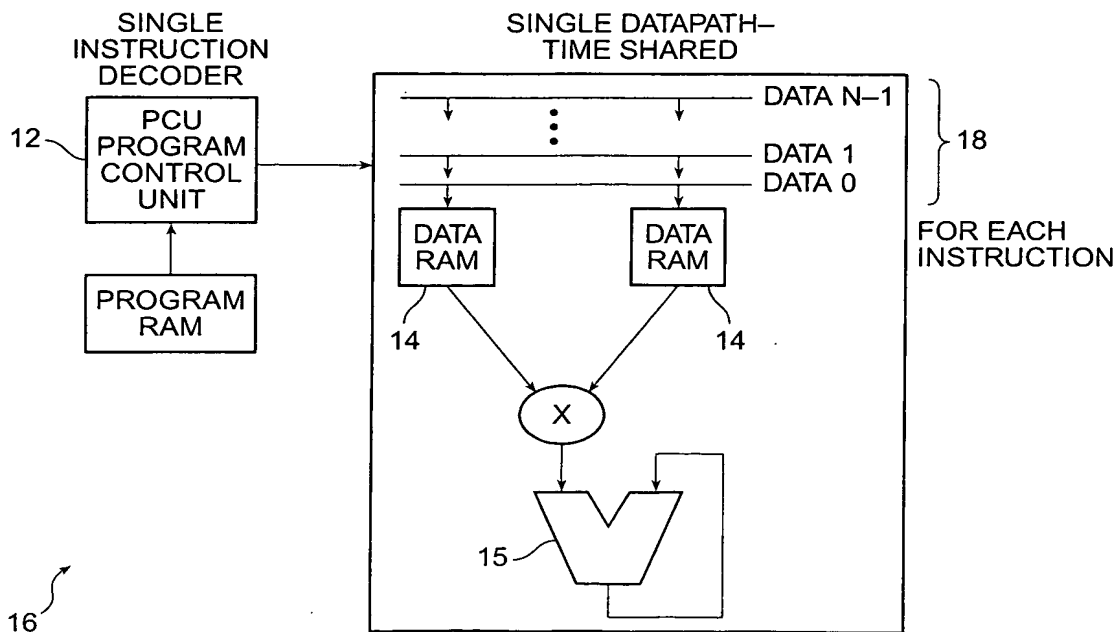 SINGLE
INSTRUCTION
DECODER
12
PCU
PROGRAM
CONTROL
UNIT
PROGRAM
RAM
SINGLE DATAPATH–
TIME SHARED
DATA N–1
DATA 1
DATA 0
18
FOR EACH
INSTRUCTION
DATA
RAM
DATA
RAM
14
14
X
15
16